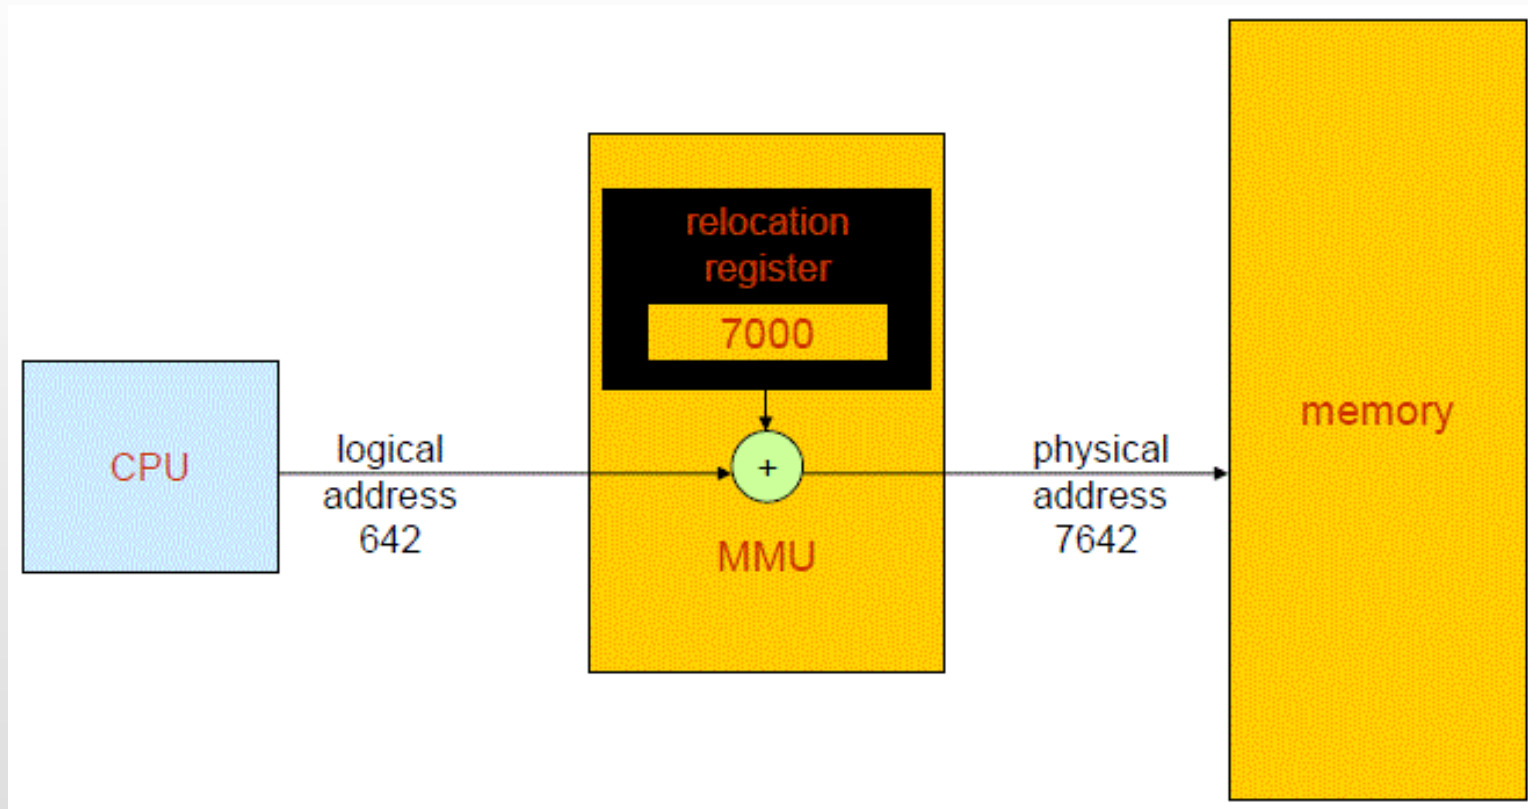 relocation
register
7000
CPU
logical
address
642
+
MMU
physical
address
7642
memory